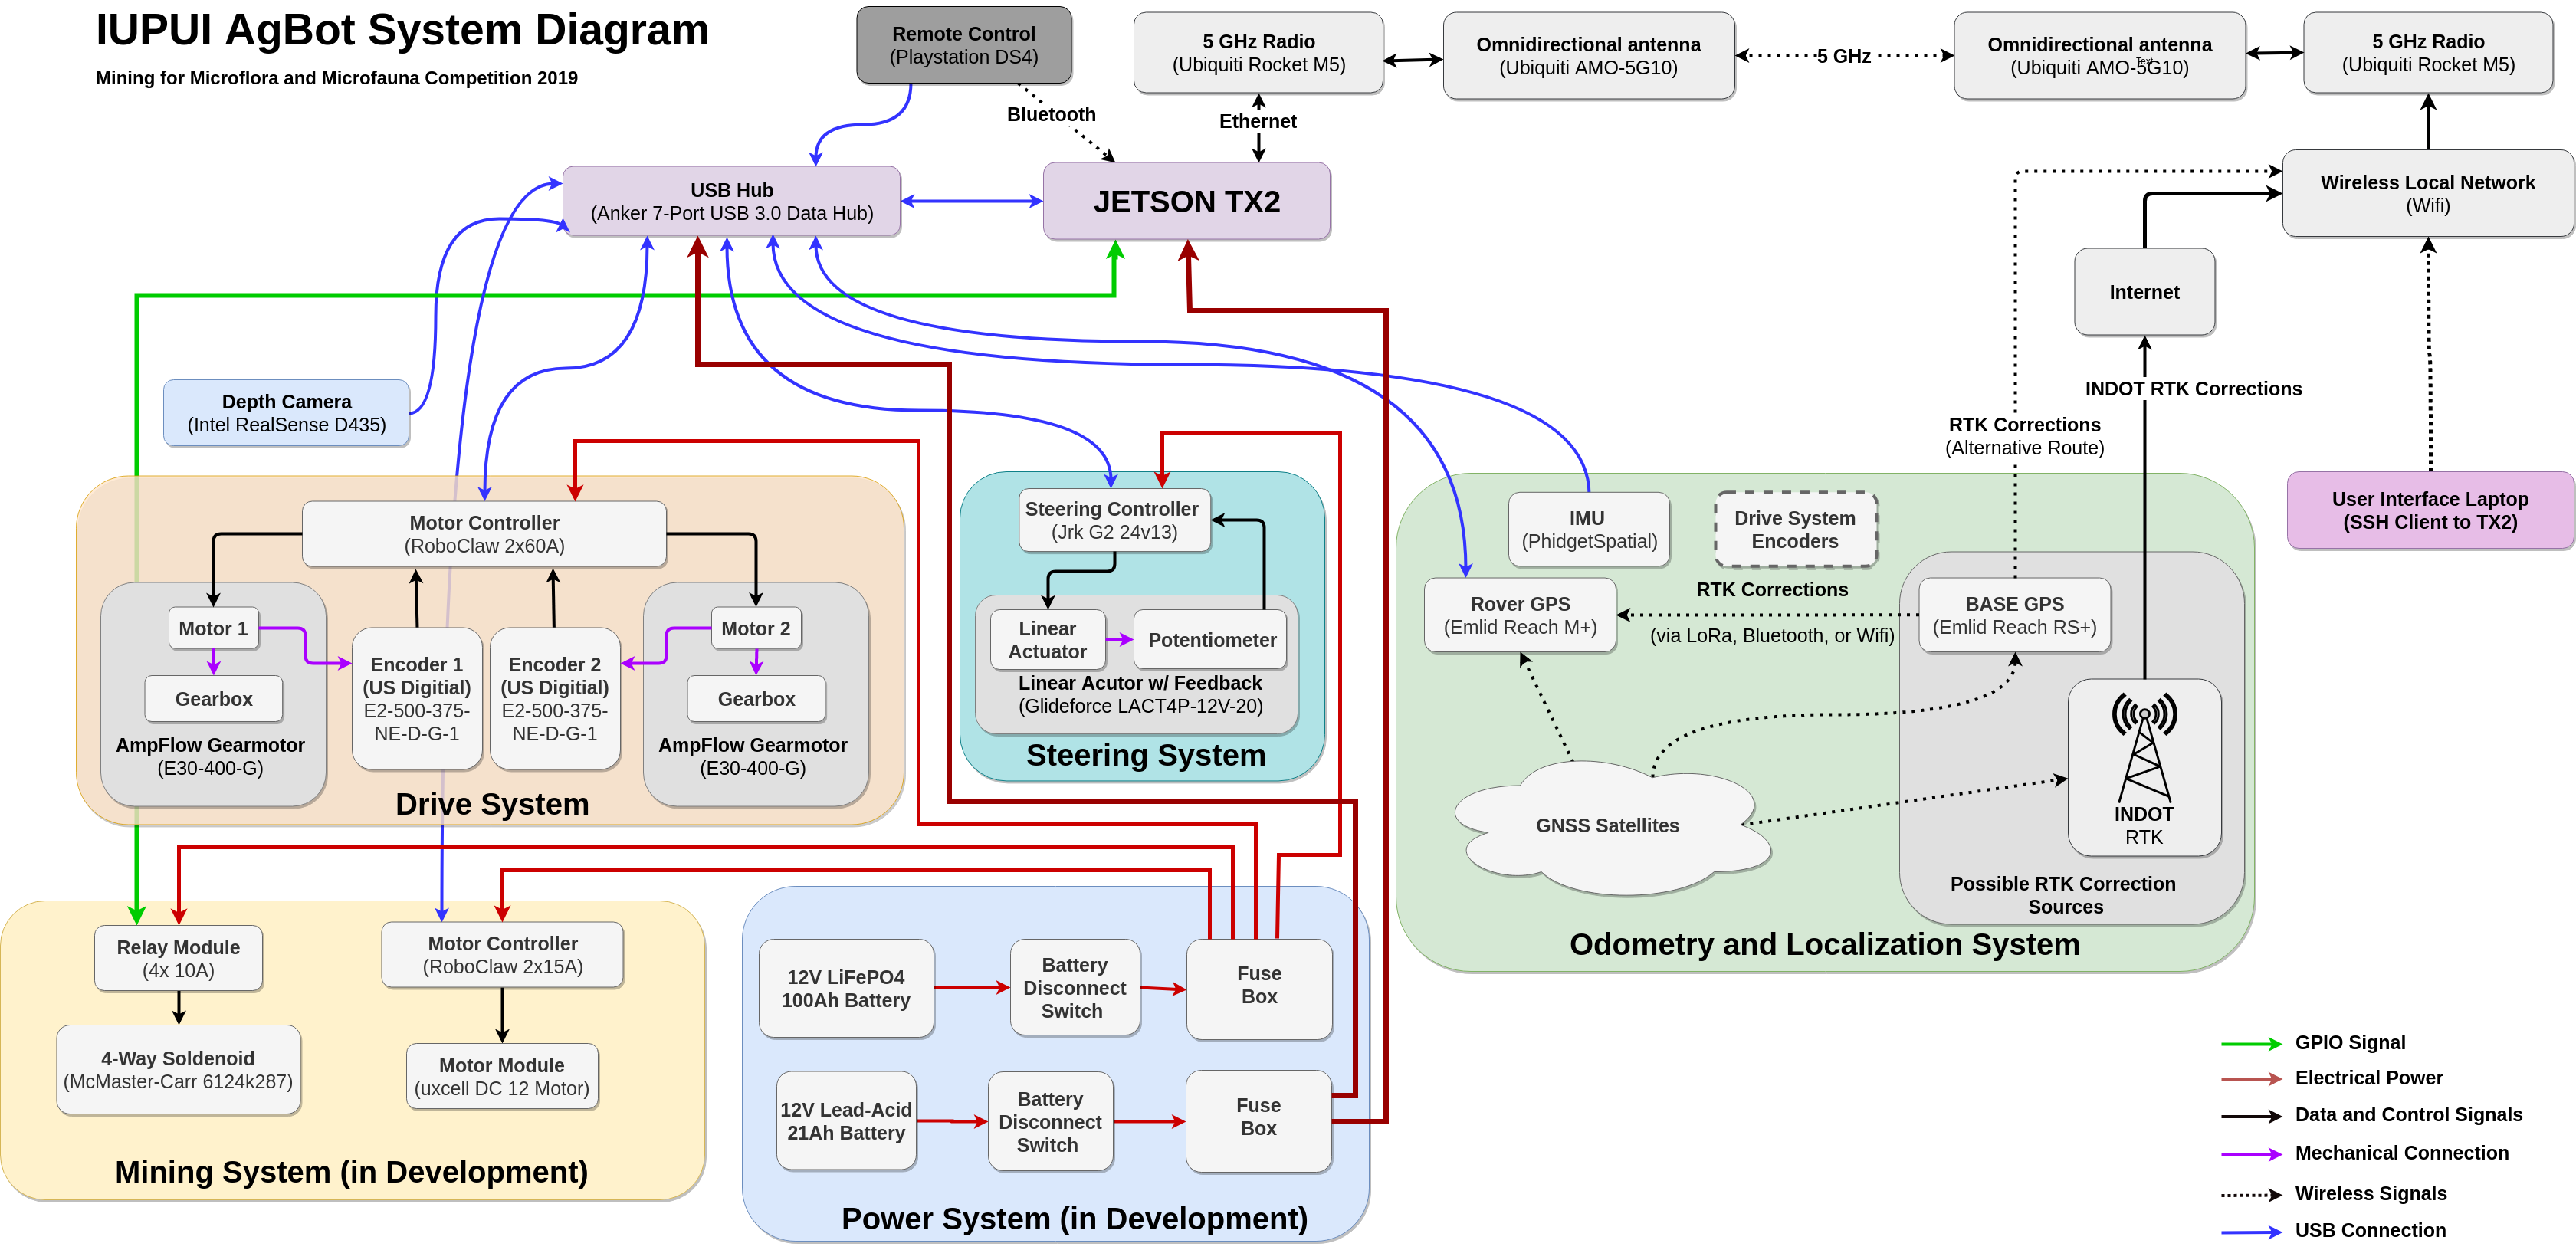 IUPUI AgBot System Diagram
Mining for Microflora and Microfauna Competition 2019
Remote Control
(Playstation DS4)
5 GHz Radio
(Ubiquiti Rocket M5)
Omnidirectional antenna
(Ubiquiti AMO-5G10)
5 GHz
Omnidirectional antenna
(Ubiquiti AMO-5G10)
Text
5 GHz Radio
(Ubiquiti Rocket M5)
Bluetooth
Ethernet
USB Hub
(Anker 7-Port USB 3.0 Data Hub)
JETSON TX2
Wireless Local Network
(Wifi)
Internet
INDOT RTK Corrections
RTK Corrections
(Alternative Route)
User Interface Laptop
(SSH Client to TX2)
Depth Camera
(Intel RealSense D435)
Motor Controller
(RoboClaw 2x60A)
Motor 1
Gearbox
AmpFlow Gearmotor
(E30-400-G)
Encoder 1
(US Digitial)
E2-500-375-
NE-D-G-1
Encoder 2
(US Digitial)
E2-500-375-
NE-D-G-1
Motor 2
Gearbox
AmpFlow Gearmotor
(E30-400-G)
Drive System
Steering Controller
(Jrk G2 24v13)
Linear
Actuator
Potentiometer
Linear Acutor w/ Feedback
(Glideforce LACT4P-12V-20)
Steering System
IMU
(PhidgetSpatial)
Drive System
Encoders
Rover GPS
(Emlid Reach M+)
RTK Corrections
(via LoRa, Bluetooth, or Wifi)
BASE GPS
(Emlid Reach RS+)
GNSS Satellites
INDOT
RTK
Possible RTK Correction
Sources
Odometry and Localization System
Relay Module
(4x 10A)
4-Way Soldenoid
(McMaster-Carr 6124k287)
Motor Controller
(RoboClaw 2x15A)
Motor Module
(uxcell DC 12 Motor)
Mining System (in Development)
12V LiFePO4
100Ah Battery
Battery
Disconnect
Switch
Fuse
Box
12V Lead-Acid
21Ah Battery
Battery
Disconnect
Switch
Fuse
Box
Power System (in Development)
GPIO Signal
Electrical Power
Data and Control Signals
Mechanical Connection
Wireless Signals
USB Connection